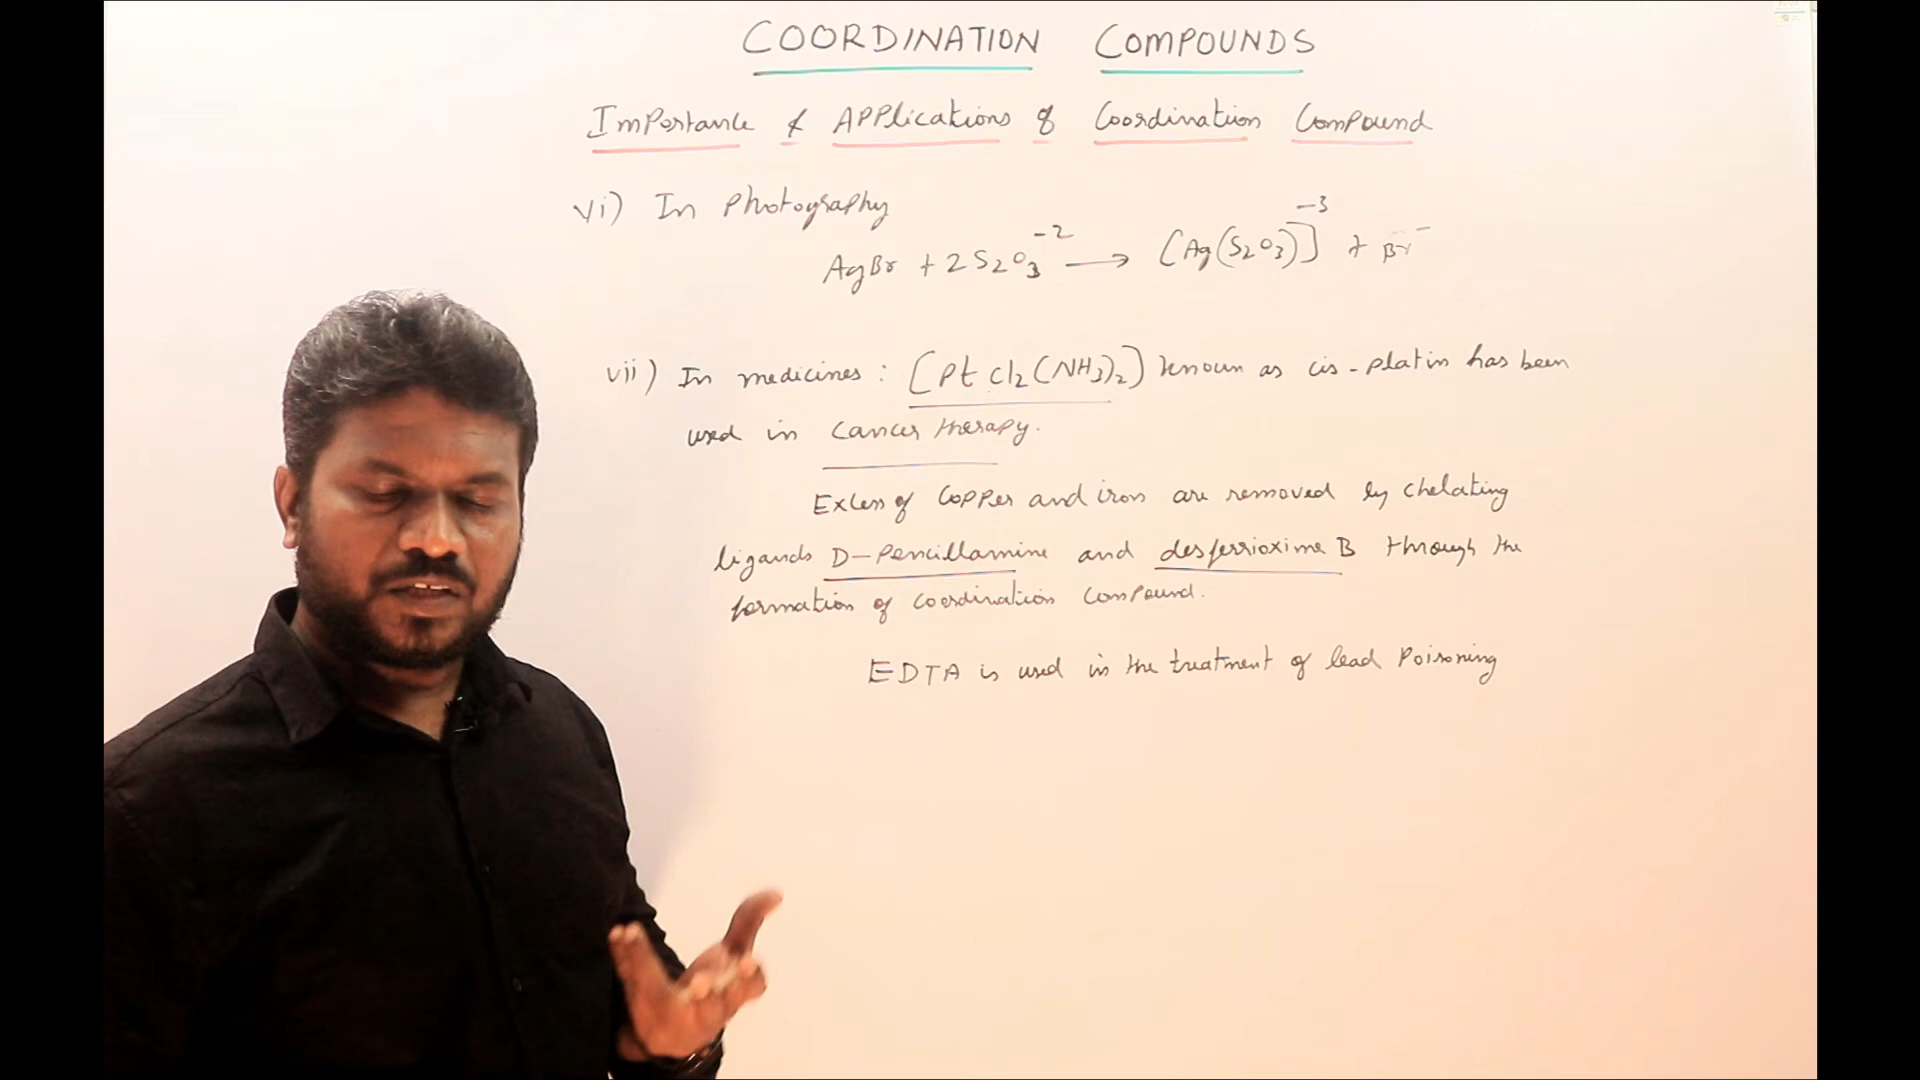 COORDINATION COMPOUNDS
Importance & Applications of Coordination Compound
vi) In Photography
AgBr + 2S₂O₃⁻² ⟶ [Ag(S₂O₃)]⁻³ + Br⁻
vii) In medicines : [Pt Cl₂(NH₃)₂] known as cis-platin has been
used in cancer therapy.
Excess of copper and iron are removed by chelating
ligands D-Pencillamine and desferrioxime B through the
formation of coordination compound.
EDTA is used in the treatment of lead poisoning